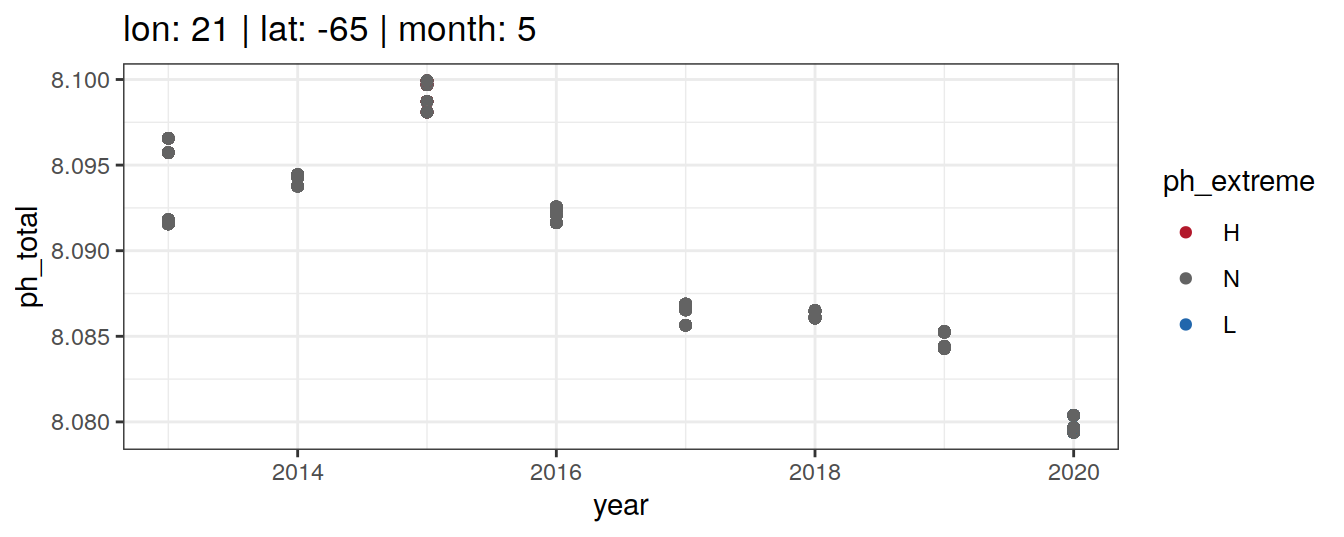 lon: 21 | lat: -65 | month: 5
8.100
8.095
8.090
8.085
8.080
ph_total
2014
2016
2018
2020
year
ph_extreme
H
N
L